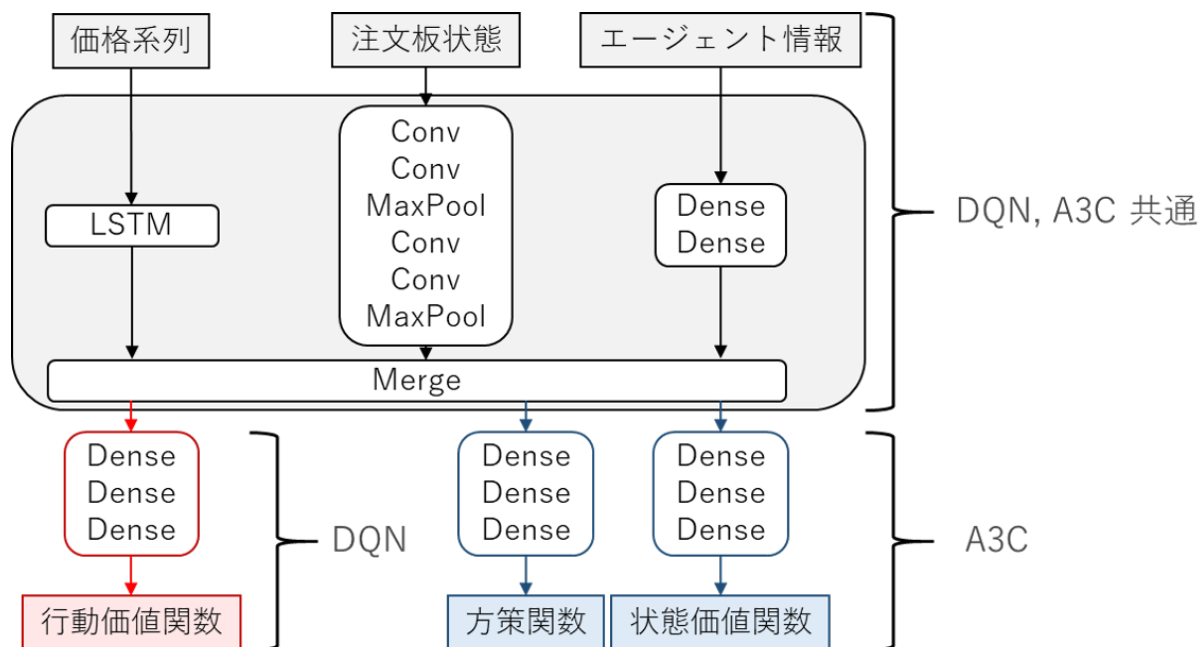 価格系列
注文板状態
エージェント情報
Conv
Conv
MaxPool
Conv
Conv
MaxPool
LSTM
Dense
Dense
DQN, A3C 共通
Merge
Dense
Dense
Dense
DQN
Dense
Dense
Dense
Dense
Dense
Dense
A3C
行動価値関数
方策関数
状態価値関数